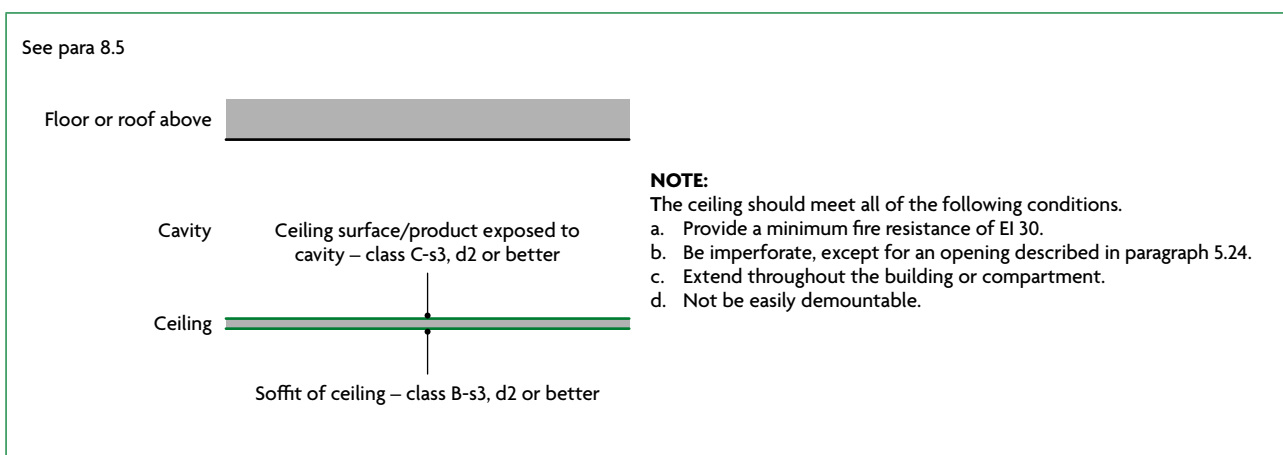 See para 8.5
Floor or roof above
Cavity
Ceiling surface/product exposed to
cavity – class C-s3, d2 or better
Ceiling
Soffit of ceiling – class B-s3, d2 or better
NOTE:
The ceiling should meet all of the following conditions.
a. Provide a minimum fire resistance of EI 30.
b. Be imperforate, except for an opening described in paragraph 5.24.
c. Extend throughout the building or compartment.
d. Not be easily demountable.